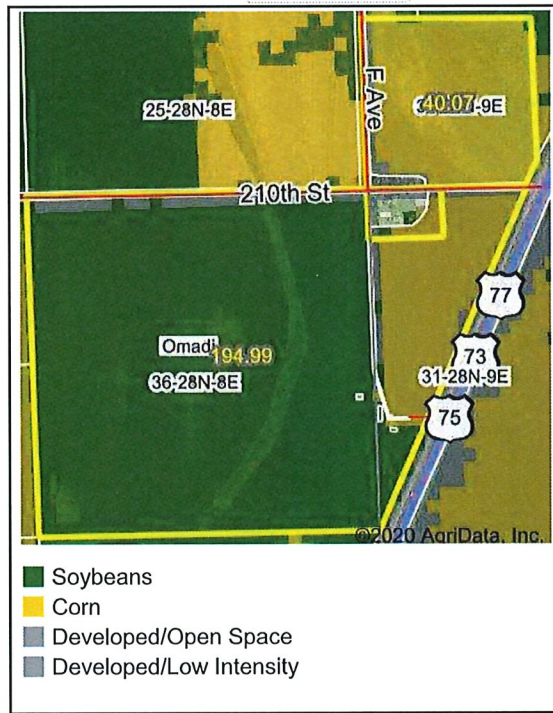 F Ave
25-28N-8E
40.07
-9E
210th St
77
Omadi
194.99
73
36-28N-8E
31-28N-9E
75
©2020 AgriData, Inc.
Soybeans
Corn
Developed/Open Space
Developed/Low Intensity